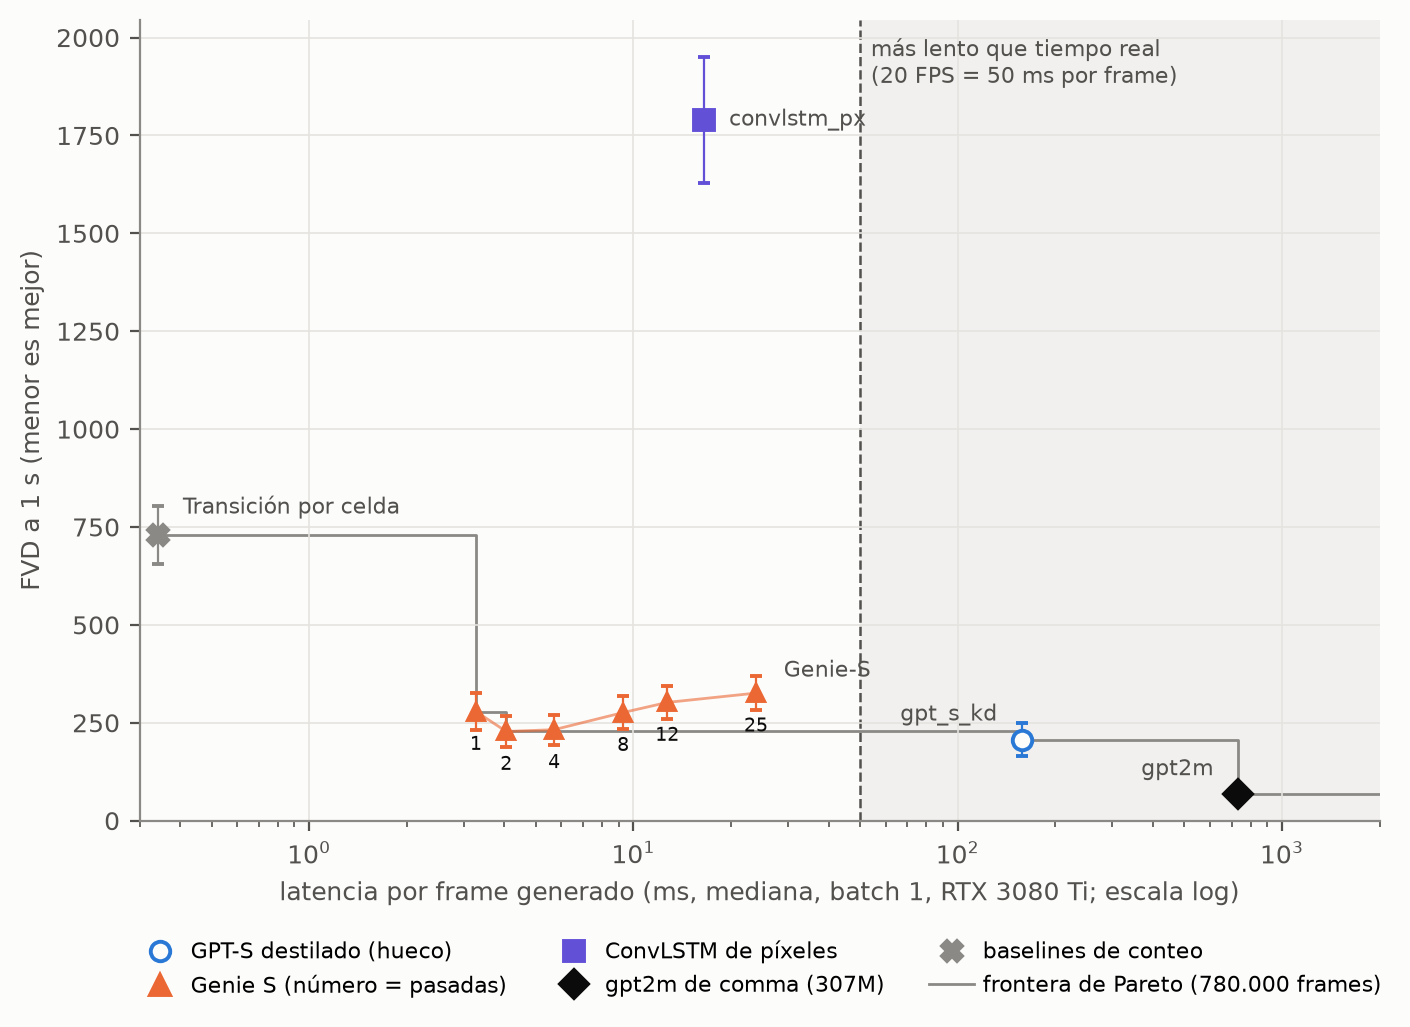 FVD a 1 s (menor es mejor)
2000
1750
1500
1250
1000
750
500
250
0
más lento que tiempo real
(20 FPS = 50 ms por frame)
convlstm_px
Transición por celda
Genie-S
gpt_s_kd
gpt2m
1
2
4
8
12
25
10⁰
10¹
10²
10³
latencia por frame generado (ms, mediana, batch 1, RTX 3080 Ti; escala log)
GPT-S destilado (hueco)
Genie S (número = pasadas)
ConvLSTM de píxeles
gpt2m de comma (307M)
baselines de conteo
frontera de Pareto (780.000 frames)